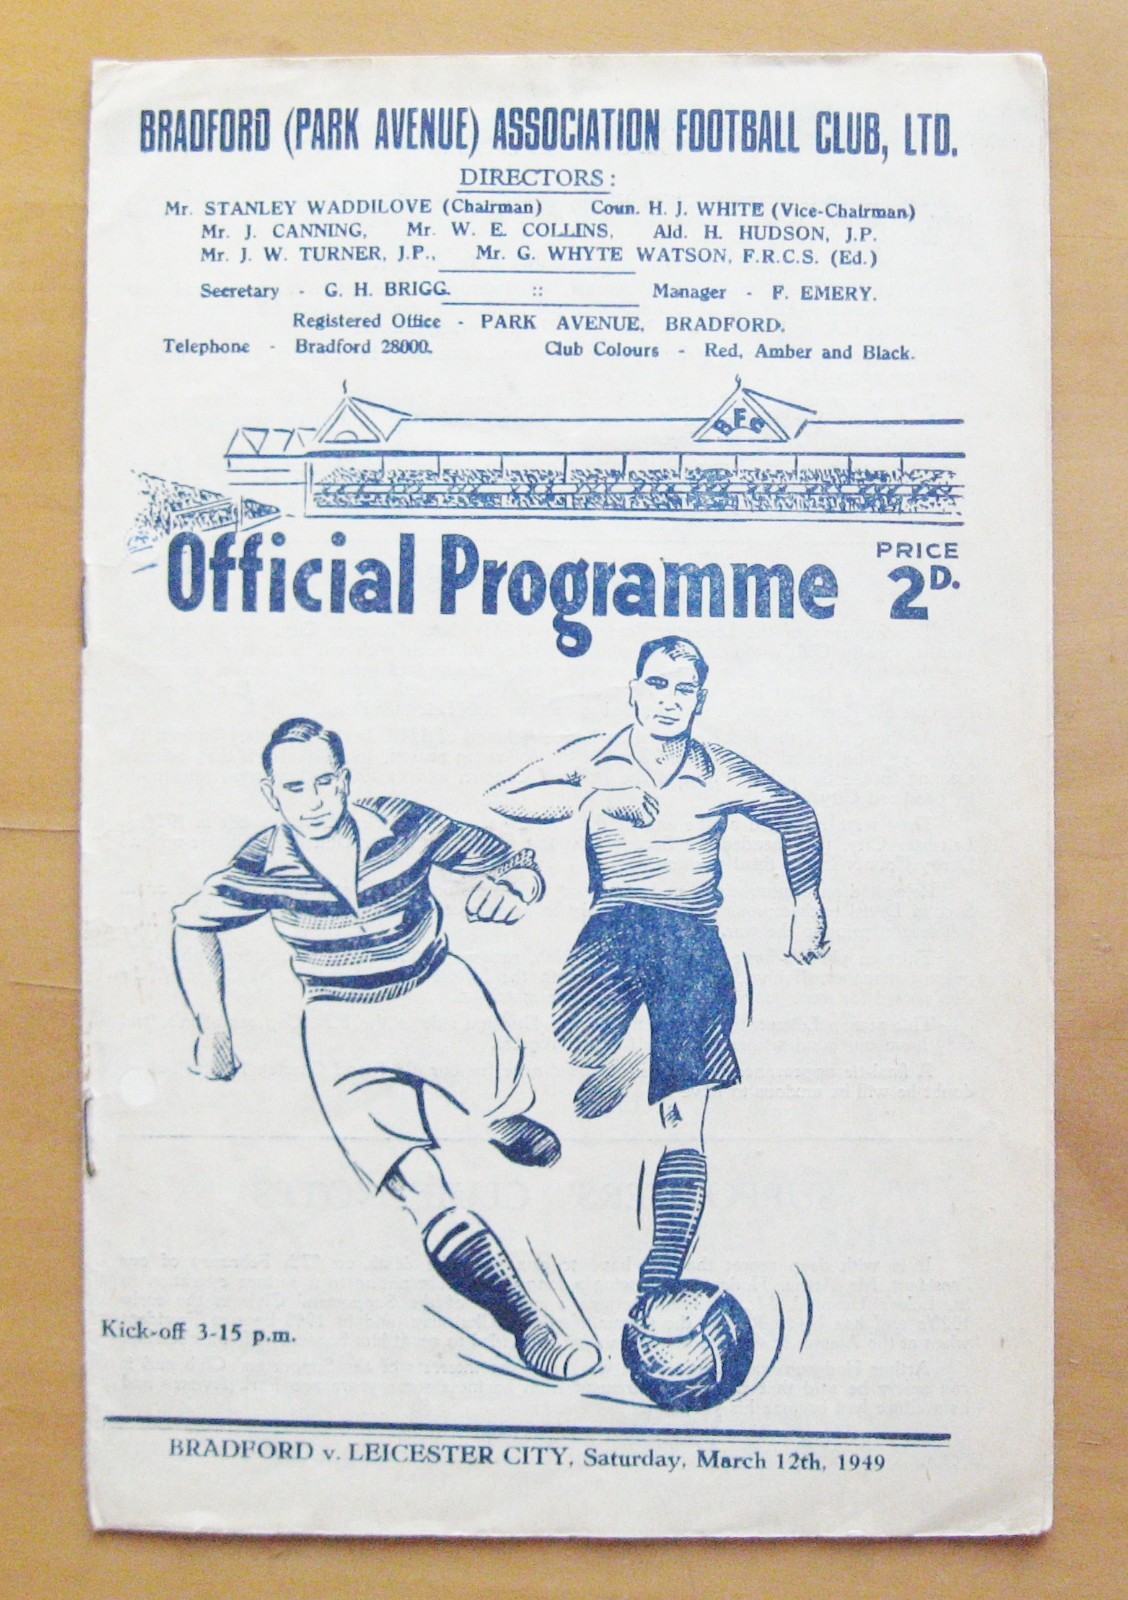 BRADFORD (PARK AVENUE) ASSOCIATION FOOTBALL CLUB, LTD.
DIRECTORS :
Mr. STANLEY WADDILOVE (Chairman) Coun. H. J. WHITE (Vice-Chairman)
Mr. J. CANNING, Mr. W. E. COLLINS, Ald. H. HUDSON, J.P.
Mr. J. W. TURNER, J.P., Mr. G. WHYTE WATSON, F.R.C.S. (Ed.)
Secretary - G. H. BRIGG. :: Manager - F. EMERY.
Registered Office - PARK AVENUE, BRADFORD.
Telephone - Bradford 28000. Club Colours - Red, Amber and Black.
BFC
Official Programme
PRICE
2D.
Kick-off 3-15 p.m.
BRADFORD v. LEICESTER CITY, Saturday, March 12th, 1949